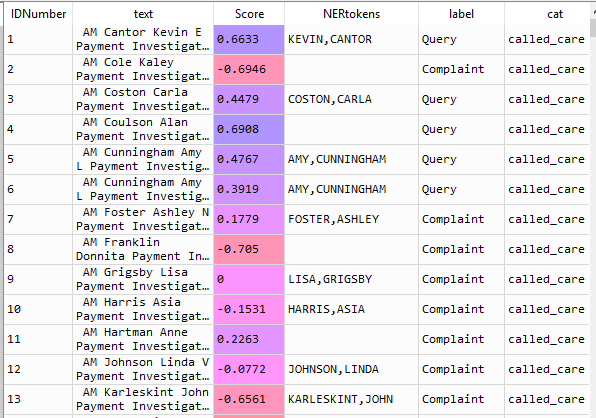 IDNumber text Score NERtokens label cat
1 AM Cantor Kevin E 0.6633 KEVIN,CANTOR Query called_care
Payment Investigat…
2 AM Cole Kaley -0.6946 Complaint called_care
Payment Investigat…
3 AM Coston Carla 0.4479 COSTON,CARLA Query called_care
Payment Investigat…
4 AM Coulson Alan 0.6908 Query called_care
Payment Investigat…
5 AM Cunningham Amy 0.4767 AMY,CUNNINGHAM Query called_care
L Payment Investig…
6 AM Cunningham Amy 0.3919 AMY,CUNNINGHAM Query called_care
L Payment Investig…
7 AM Foster Ashley N 0.1779 FOSTER,ASHLEY Complaint called_care
Payment Investigat…
8 AM Franklin -0.705 Complaint called_care
Donnita Payment In…
9 AM Grigsby Lisa 0 LISA,GRIGSBY Complaint called_care
Payment Investigat…
10 AM Harris Asia -0.1531 HARRIS,ASIA Complaint called_care
Payment Investigat…
11 AM Hartman Anne 0.2263 Complaint called_care
Payment Investigat…
12 AM Johnson Linda V -0.0772 JOHNSON,LINDA Complaint called_care
Payment Investigat…
13 AM Karleskint John -0.6561 KARLESKINT,JOHN Complaint called_care
Payment Investigat…